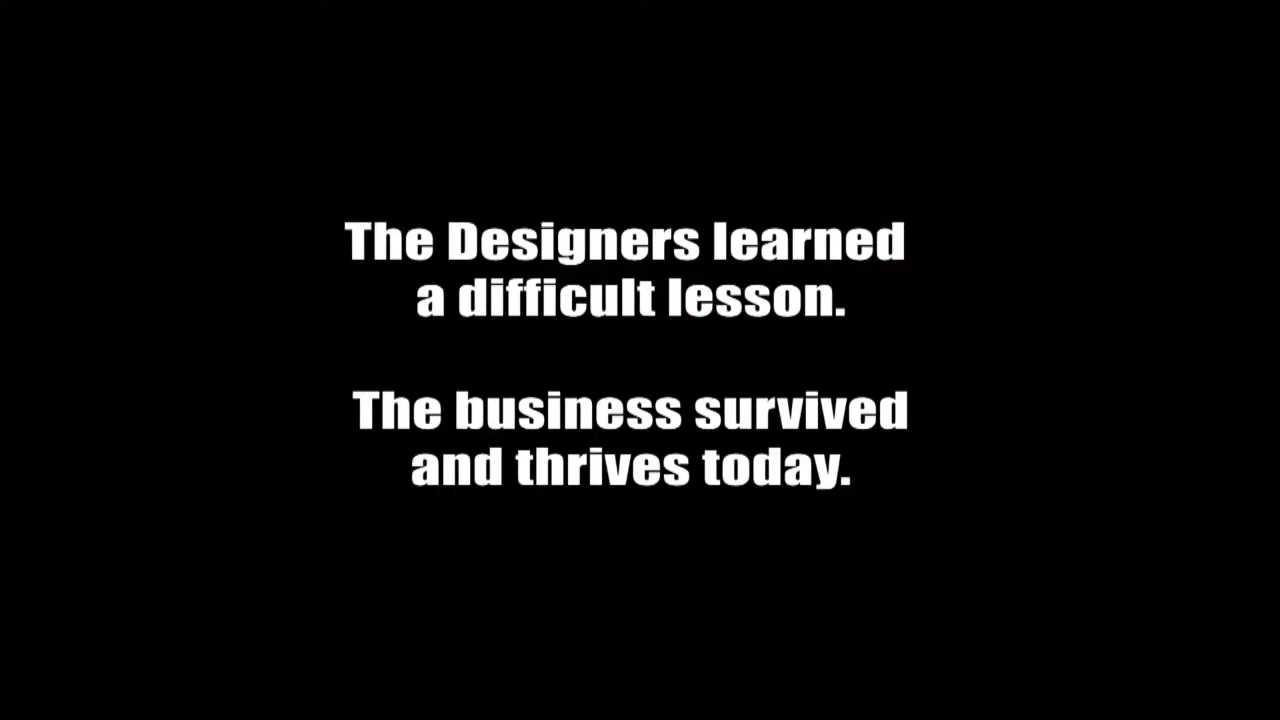 The Designers learned
a difficult lesson.
The business survived
and thrives today.